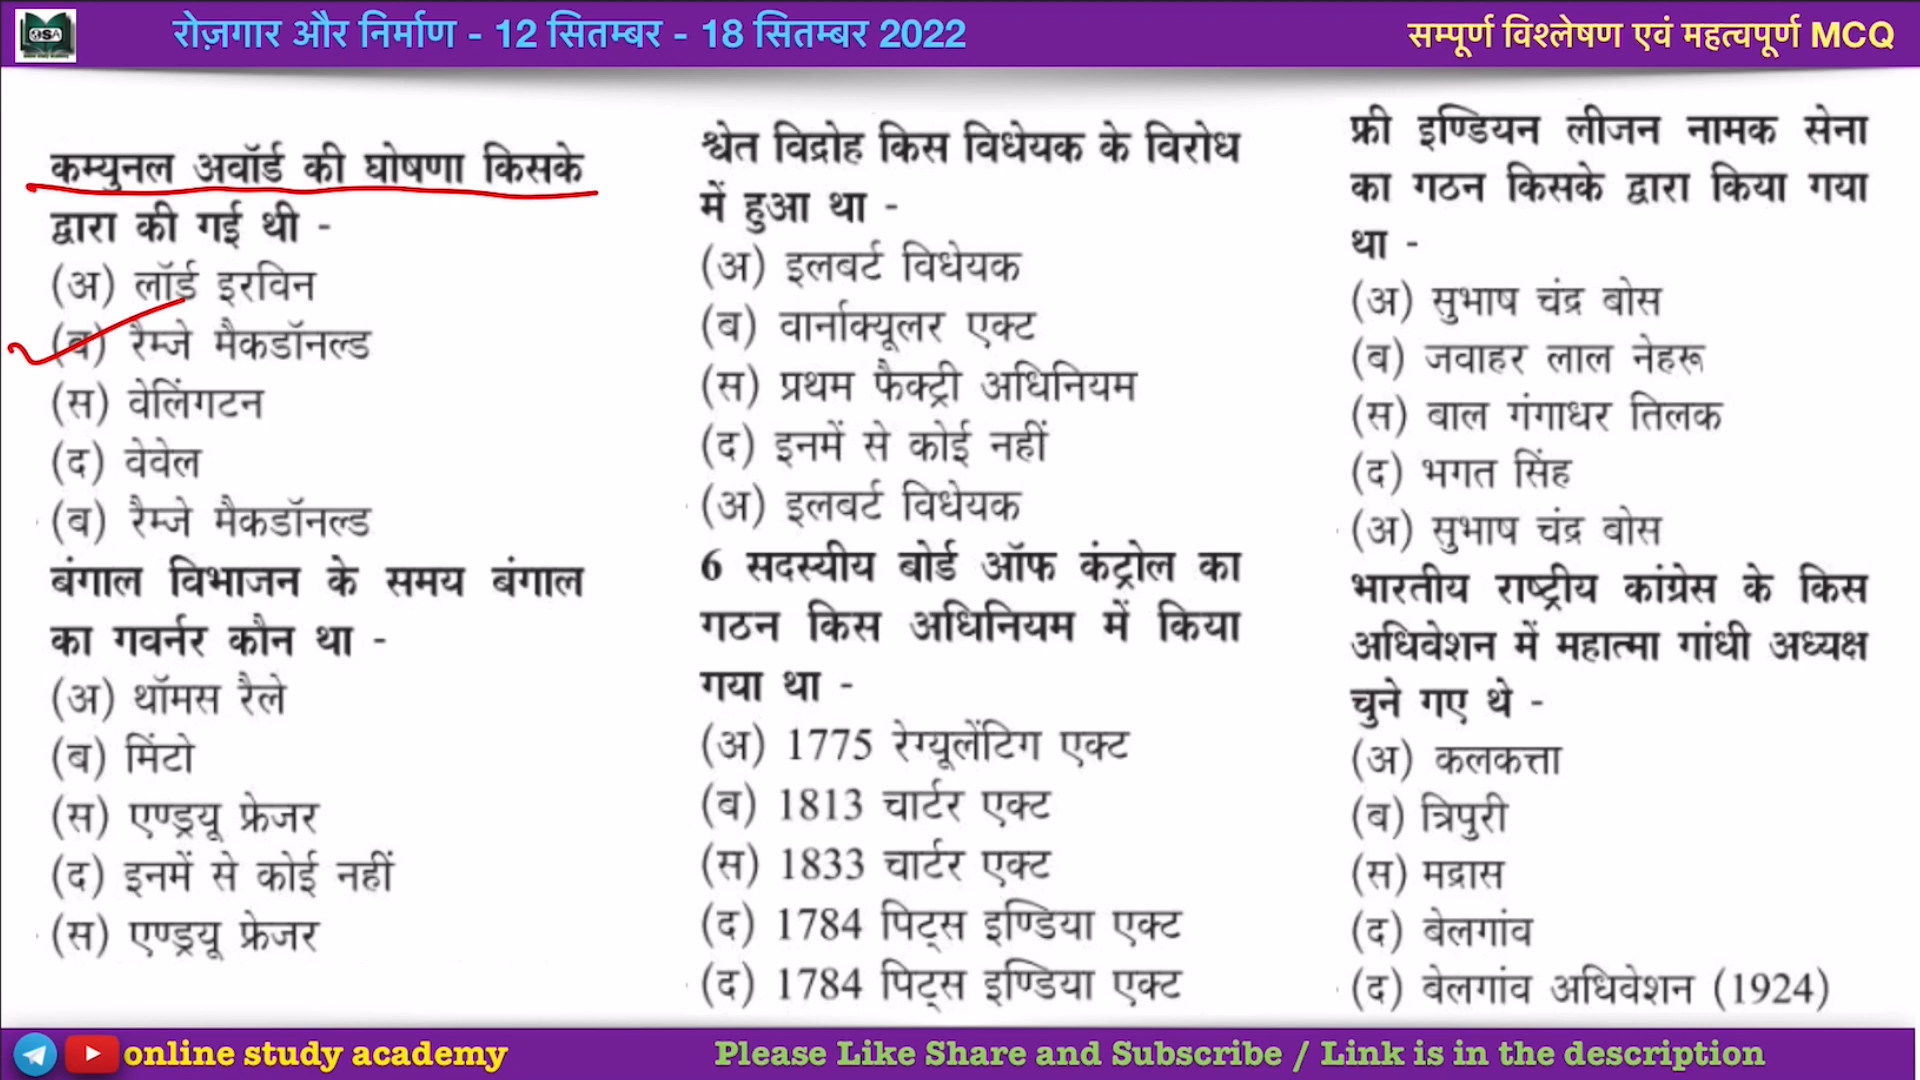 OSA
रोज़गार और निर्माण - 12 सितम्बर - 18 सितम्बर 2022
सम्पूर्ण विश्लेषण एवं महत्वपूर्ण MCQ
कम्युनल अवॉर्ड की घोषणा किसके
द्वारा की गई थी -
(अ) लॉर्ड इरविन
(ब) रैम्जे मैकडॉनल्ड
(स) वेलिंगटन
(द) वेवेल
(ब) रैम्जे मैकडॉनल्ड
बंगाल विभाजन के समय बंगाल
का गवर्नर कौन था -
(अ) थॉमस रैले
(ब) मिंटो
(स) एण्ड्रयू फ्रेजर
(द) इनमें से कोई नहीं
(स) एण्ड्रयू फ्रेजर
श्वेत विद्रोह किस विधेयक के विरोध
में हुआ था -
(अ) इलबर्ट विधेयक
(ब) वार्नाक्यूलर एक्ट
(स) प्रथम फैक्ट्री अधिनियम
(द) इनमें से कोई नहीं
(अ) इलबर्ट विधेयक
6 सदस्यीय बोर्ड ऑफ कंट्रोल का
गठन किस अधिनियम में किया
गया था -
(अ) 1775 रेग्यूलेंटिग एक्ट
(ब) 1813 चार्टर एक्ट
(स) 1833 चार्टर एक्ट
(द) 1784 पिट्स इण्डिया एक्ट
(द) 1784 पिट्स इण्डिया एक्ट
फ्री इण्डियन लीजन नामक सेना
का गठन किसके द्वारा किया गया
था -
(अ) सुभाष चंद्र बोस
(ब) जवाहर लाल नेहरू
(स) बाल गंगाधर तिलक
(द) भगत सिंह
(अ) सुभाष चंद्र बोस
भारतीय राष्ट्रीय कांग्रेस के किस
अधिवेशन में महात्मा गांधी अध्यक्ष
चुने गए थे -
(अ) कलकत्ता
(ब) त्रिपुरी
(स) मद्रास
(द) बेलगांव
(द) बेलगांव अधिवेशन (1924)
online study academy
Please Like Share and Subscribe / Link is in the description